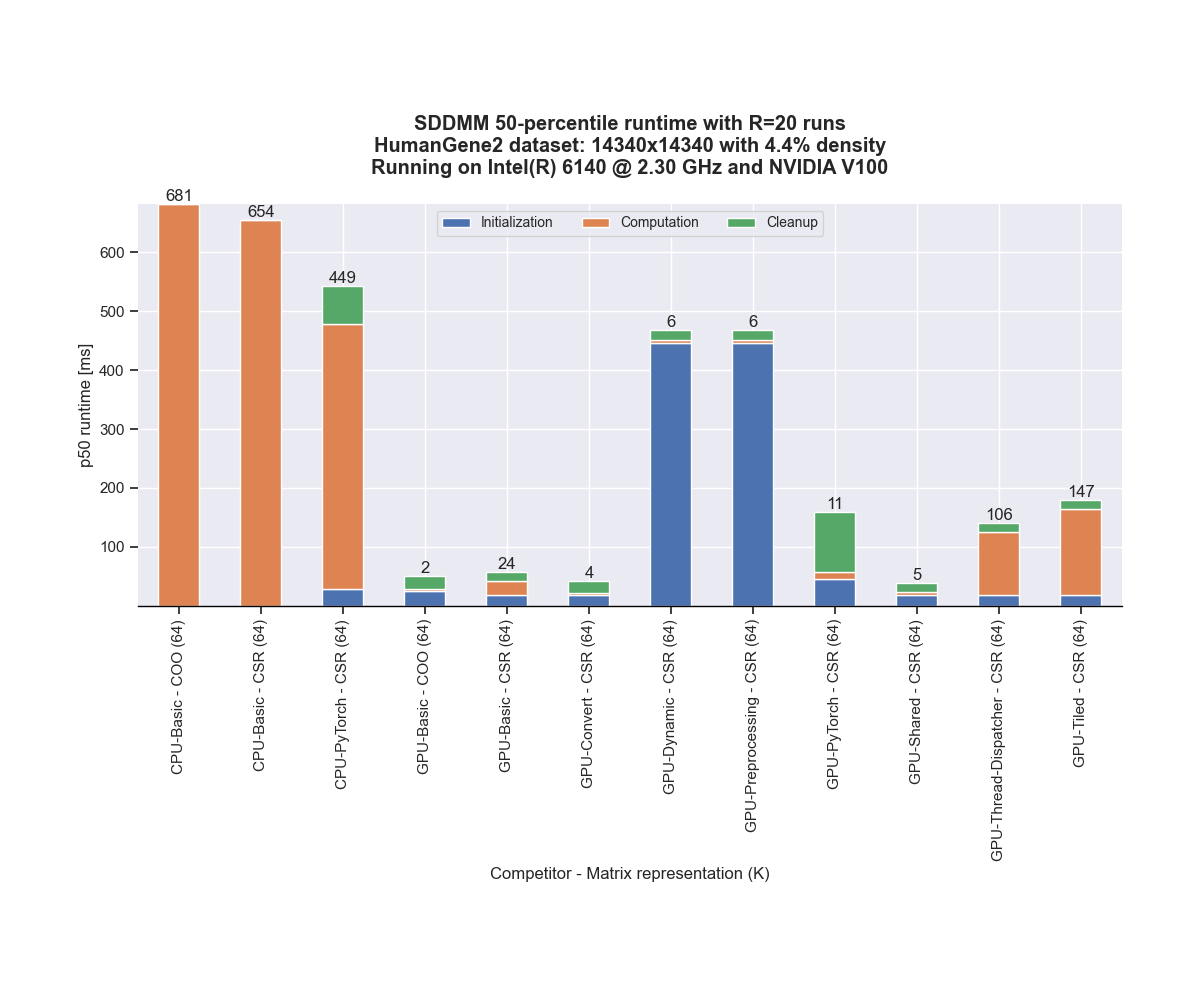 SDDMM 50-percentile runtime with R=20 runs
HumanGene2 dataset: 14340x14340 with 4.4% density
Running on Intel(R) 6140 @ 2.30 GHz and NVIDIA V100
Initialization
Computation
Cleanup
681
654
449
2
24
4
6
6
11
5
106
147
p50 runtime [ms]
600
500
400
300
200
100
CPU-Basic - COO (64)
CPU-Basic - CSR (64)
CPU-PyTorch - CSR (64)
GPU-Basic - COO (64)
GPU-Basic - CSR (64)
GPU-Convert - CSR (64)
GPU-Dynamic - CSR (64)
GPU-Preprocessing - CSR (64)
GPU-PyTorch - CSR (64)
GPU-Shared - CSR (64)
GPU-Thread-Dispatcher - CSR (64)
GPU-Tiled - CSR (64)
Competitor - Matrix representation (K)